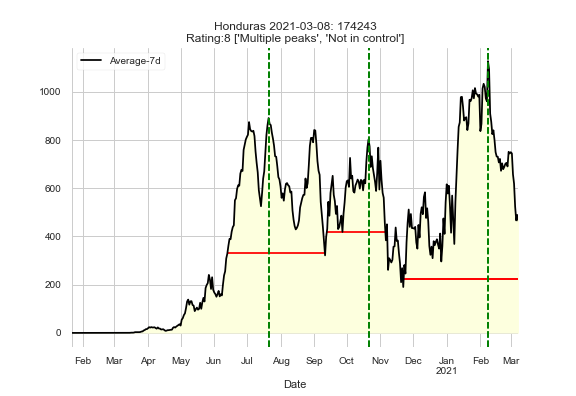 Honduras 2021-03-08: 174243
Rating:8 ['Multiple peaks', 'Not in control']
Average-7d
1000
800
600
400
200
0
Feb Mar Apr May Jun Jul Aug Sep Oct Nov Dec Jan Feb Mar
2021
Date